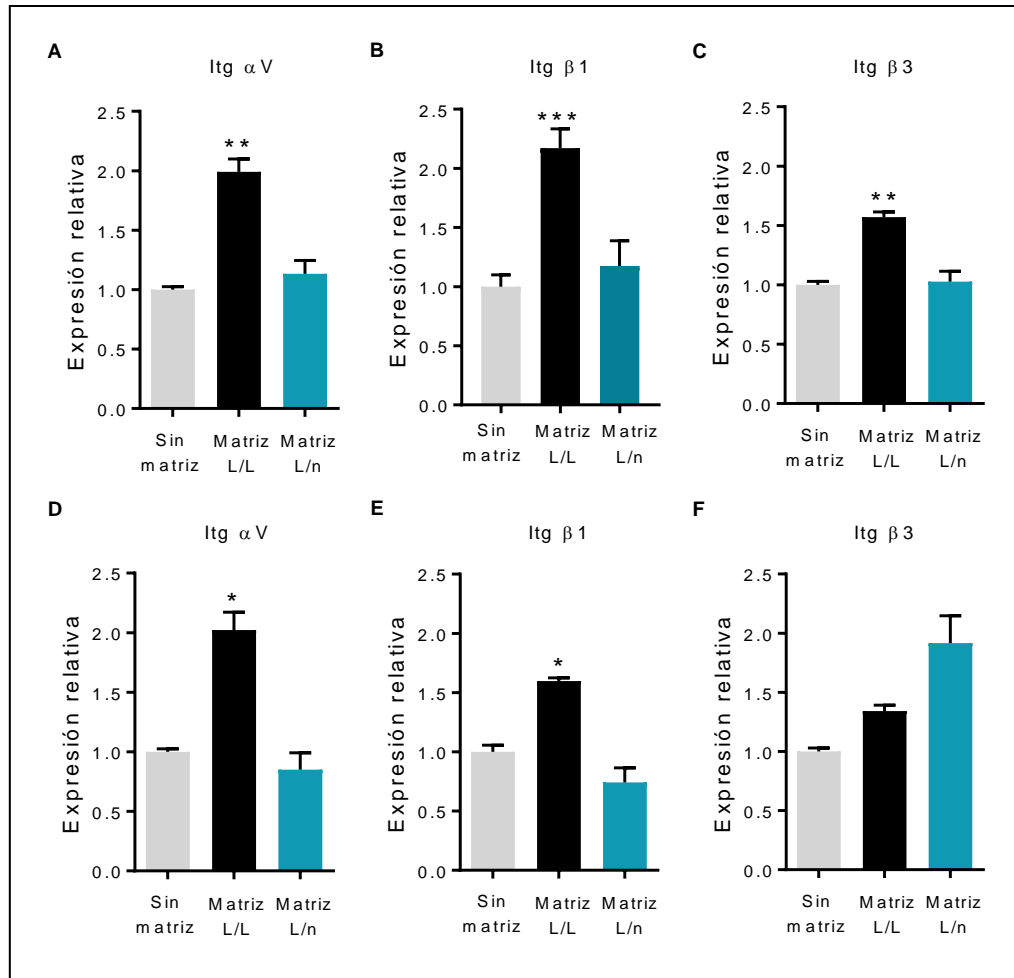 A
Itg α V
Expresión relativa
2.5
2.0
1.5
1.0
0.5
0.0
**
Sin matriz
Matriz L/L
Matriz L/n
B
Itg β1
Expresión relativa
2.5
2.0
1.5
1.0
0.5
0.0
***
Sin matriz
Matriz L/L
Matriz L/n
C
Itg β3
Expresión relativa
2.5
2.0
1.5
1.0
0.5
0.0
**
Sin matriz
Matriz L/L
Matriz L/n
D
Itg α V
Expresión relativa
2.5
2.0
1.5
1.0
0.5
0.0
*
Sin matriz
Matriz L/L
Matriz L/n
E
Itg β1
Expresión relativa
2.5
2.0
1.5
1.0
0.5
0.0
*
Sin matriz
Matriz L/L
Matriz L/n
F
Itg β3
Expresión relativa
2.5
2.0
1.5
1.0
0.5
0.0
Sin matriz
Matriz L/L
Matriz L/n